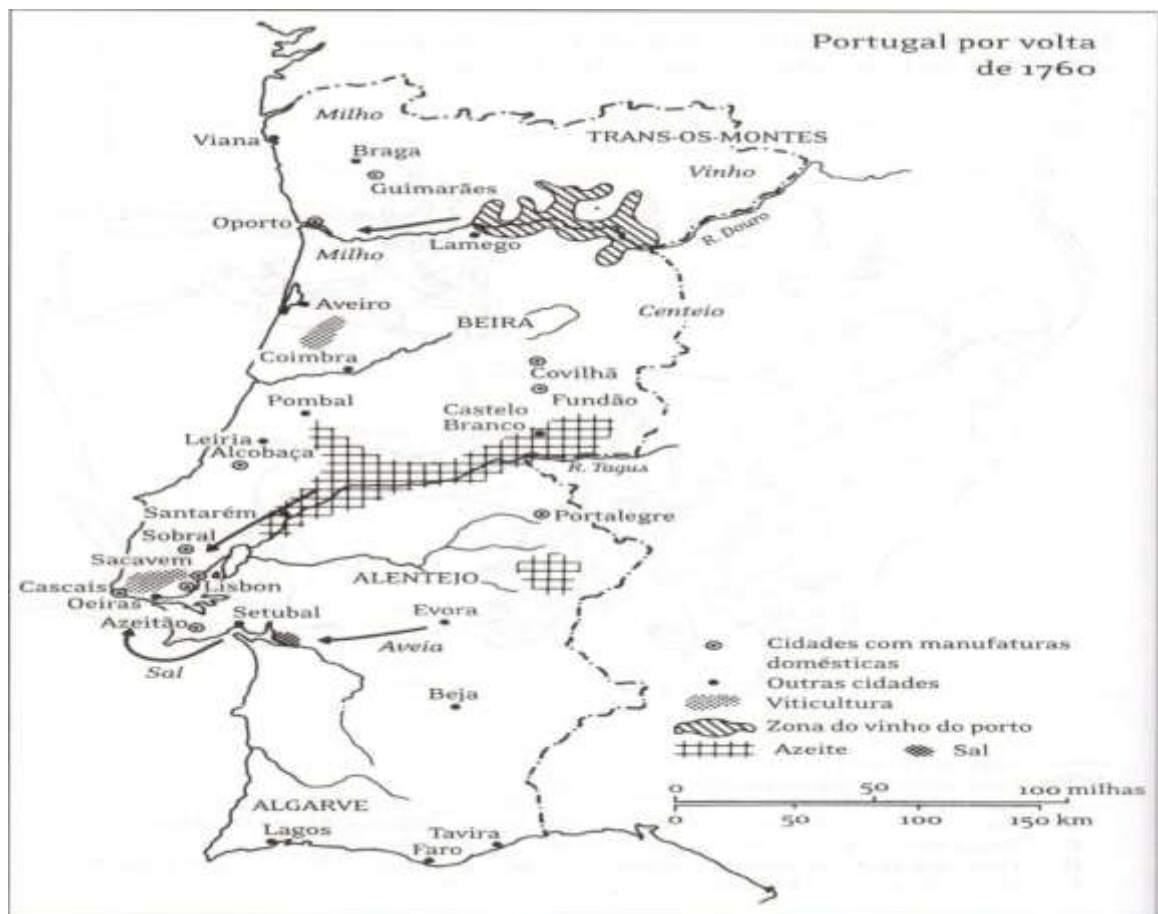 Portugal por volta
de 1760
Milho
Viana
TRANS-OS-MONTES
Braga
Vinho
Guimarães
Oporto
R. Douro
Lamego
Milho
Aveiro
Centeio
BEIRA
Coimbra
Covilhã
Fundão
Pombal
Castelo
Branco
Leiria
Alcobaça
R. Tagus
Santarém
Portalegre
Sobral
Sacavem
ALENTEJO
Cascais
Lisbon
Oeiras
Azeitão
Setubal
Evora
Aveia
Sal
Beja
Cidades com manufaturas
domésticas
Outras cidades
Viticultura
Zona do vinho do porto
Azeite
Sal
0 50 100 milhas
0 50 100 150 km
ALGARVE
Lagos
Tavira
Faro